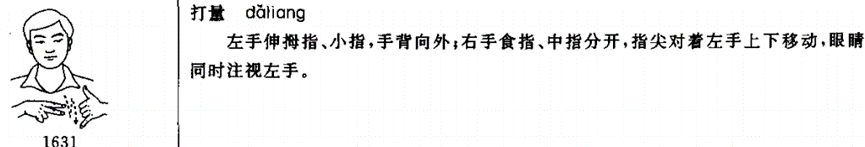 打量 dǎliang
左手伸拇指、小指,手背向外;右手食指、中指分开,指尖对着左手上下移动,眼睛
同时注视左手。
1631